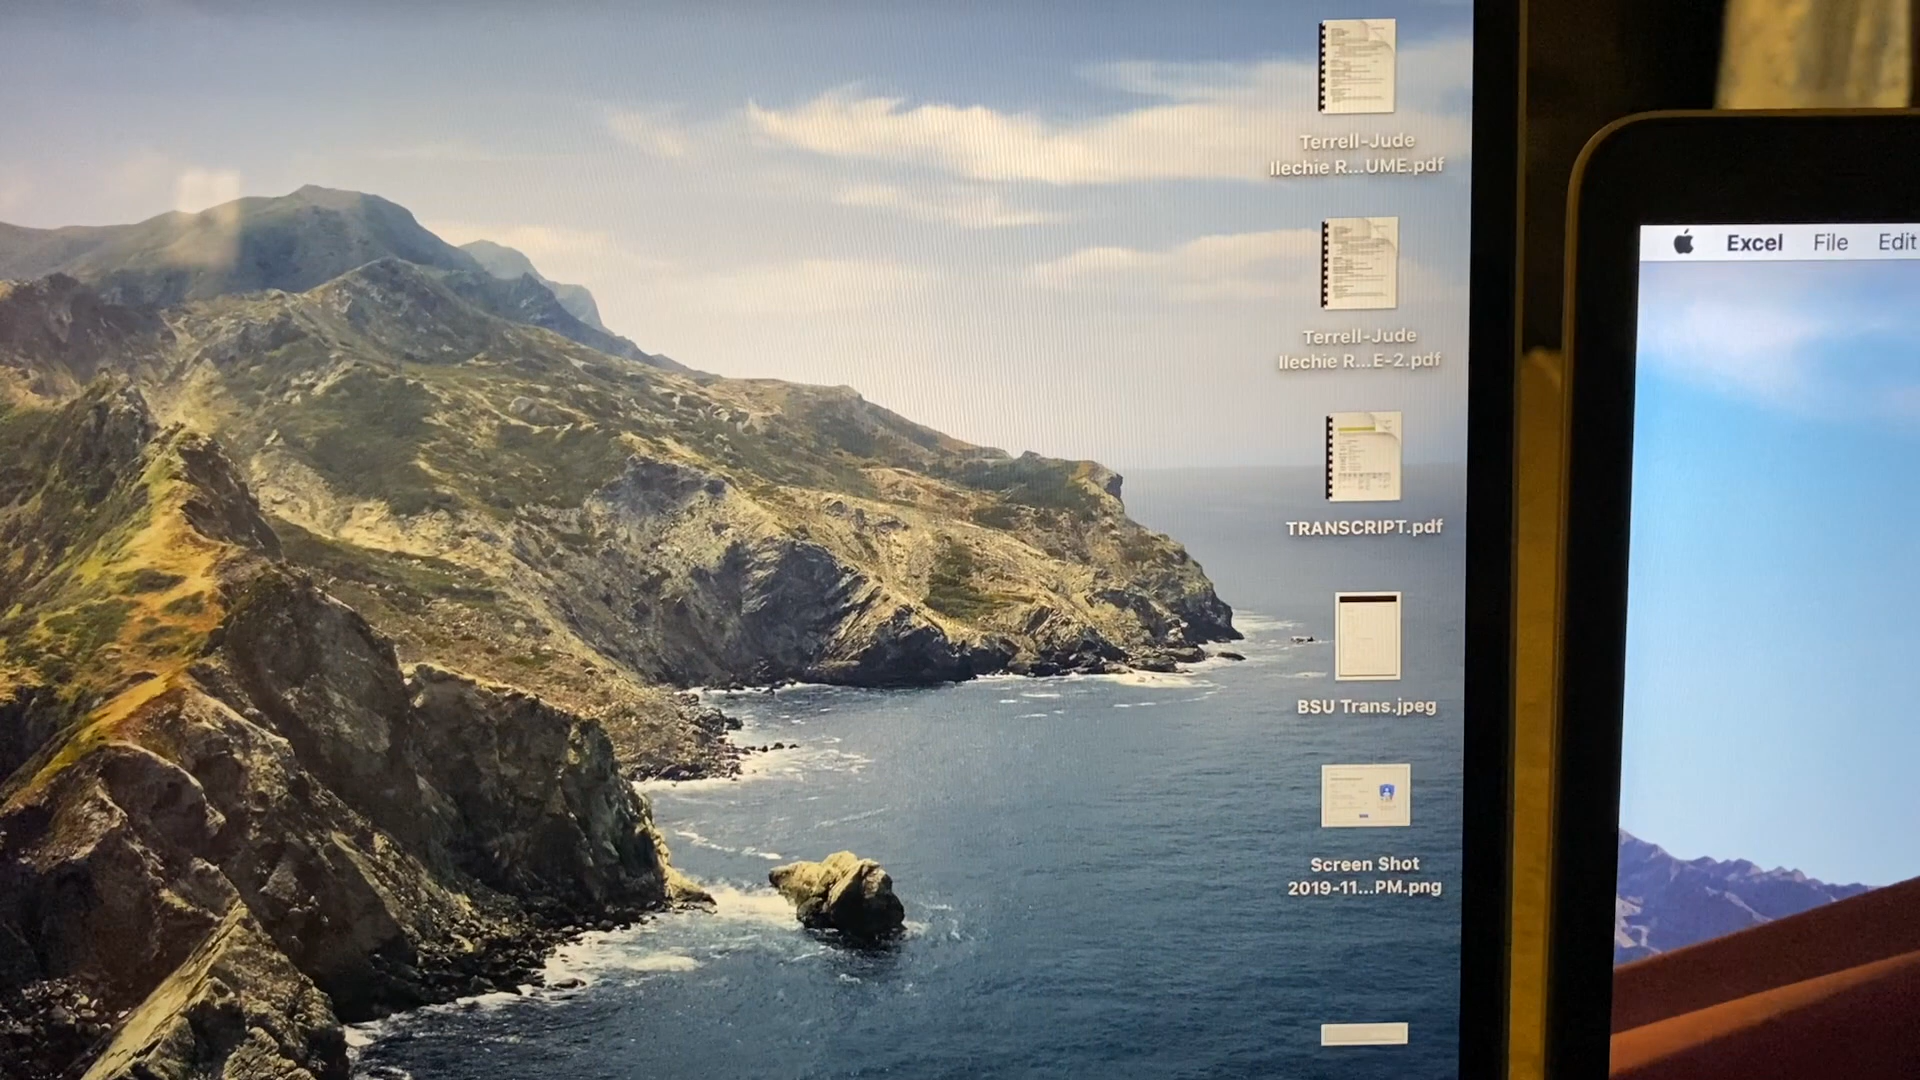 Terrell-Jude
Ilechie R...UME.pdf
Terrell-Jude
Ilechie R...E-2.pdf
TRANSCRIPT.pdf
BSU Trans.jpeg
Screen Shot
2019-11...PM.png
Excel File Edit